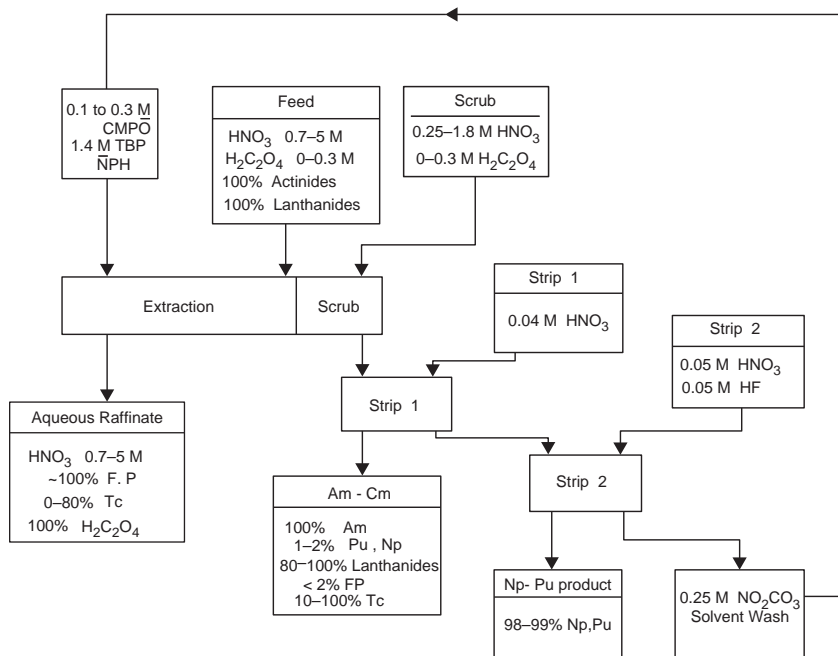 0.1 to 0.3 M
CMPO̅
1.4 M TBP
N̅PH
Feed
HNO₃ 0.7–5 M
H₂C₂O₄ 0–0.3 M
100% Actinides
100% Lanthanides
Scrub
0.25–1.8 M HNO₃
0–0.3 M H₂C₂O₄
Extraction
Scrub
Strip 1
0.04 M HNO₃
Strip 2
0.05 M HNO₃
0.05 M HF
Strip 1
Aqueous Raffinate
HNO₃ 0.7–5 M
~100% F. P
0–80% Tc
100% H₂C₂O₄
Strip 2
Am - Cm
100% Am
1–2% Pu , Np
80–100% Lanthanides
< 2% FP
10–100% Tc
Np- Pu product
98–99% Np,Pu
0.25 M NO₂CO₃
Solvent Wash